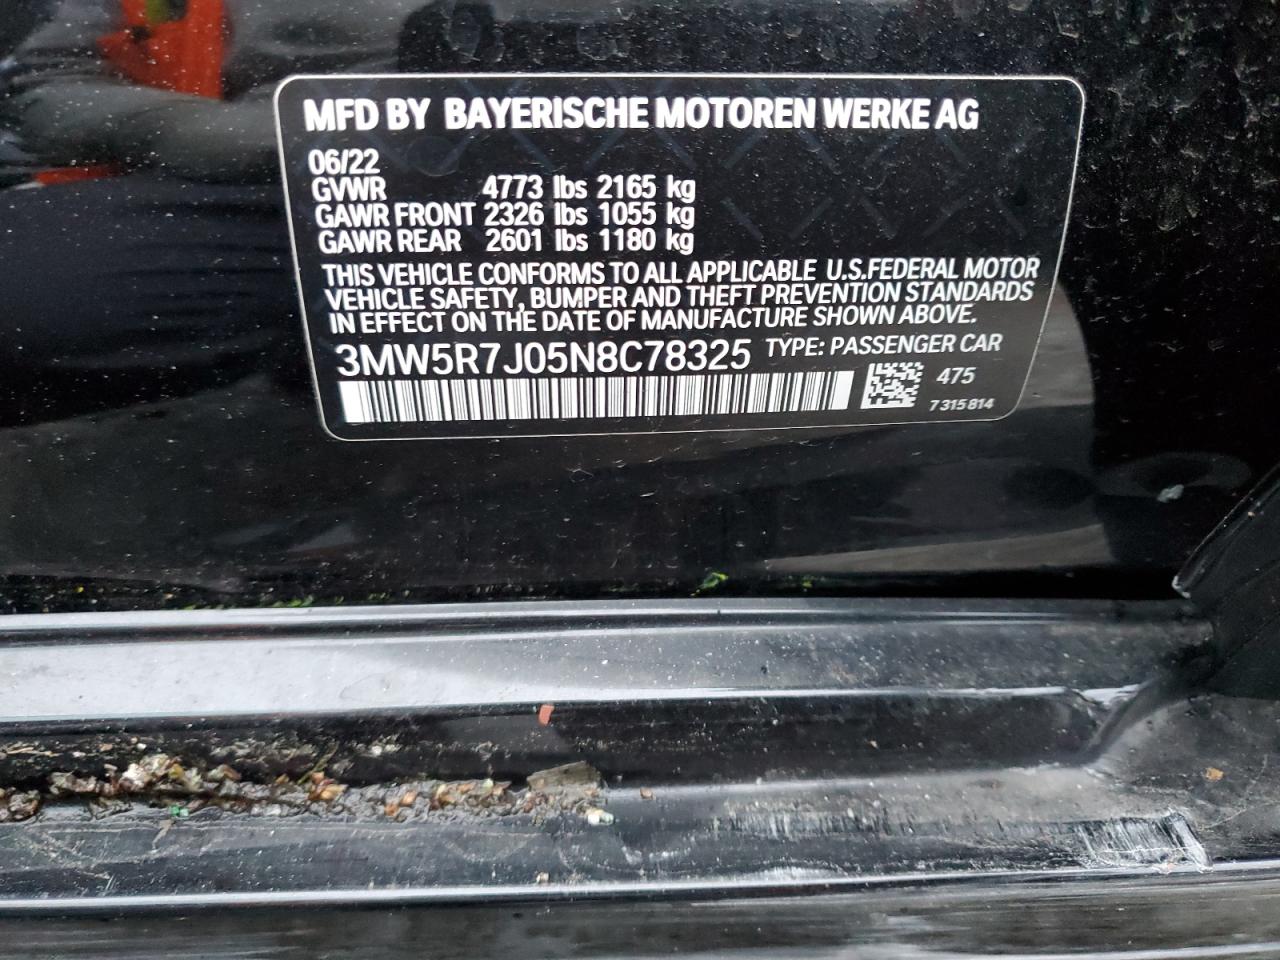 MFD BY BAYERISCHE MOTOREN WERKE AG
06/22
GVWR 4773 lbs 2165 kg
GAWR FRONT 2326 lbs 1055 kg
GAWR REAR 2601 lbs 1180 kg
THIS VEHICLE CONFORMS TO ALL APPLICABLE U.S.FEDERAL MOTOR
VEHICLE SAFETY, BUMPER AND THEFT PREVENTION STANDARDS
IN EFFECT ON THE DATE OF MANUFACTURE SHOWN ABOVE.
3MW5R7J05N8C78325 TYPE: PASSENGER CAR
475
7315814